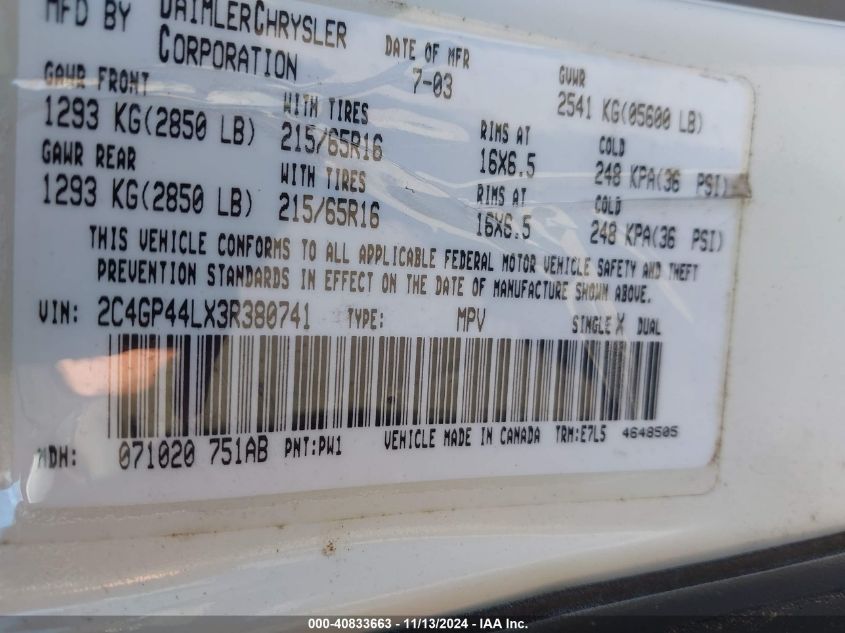 MFD BY DAIMLERCHRYSLER CORPORATION DATE OF MFR 7-03 GVWR 2541 KG(05600 LB)
GAWR FRONT 1293 KG(2850 LB) WITH TIRES 215/65R16 RIMS AT 16X6.5 COLD 248 KPA(36 PSI)
GAWR REAR 1293 KG(2850 LB) WITH TIRES 215/65R16 RIMS AT 16X6.5 COLD 248 KPA(36 PSI)
THIS VEHICLE CONFORMS TO ALL APPLICABLE FEDERAL MOTOR VEHICLE SAFETY AND THEFT
PREVENTION STANDARDS IN EFFECT ON THE DATE OF MANUFACTURE SHOWN ABOVE.
VIN: 2C4GP44LX3R380741 TYPE: MPV SINGLE X DUAL
MDH: 071020 751AB PNT:PW1 VEHICLE MADE IN CANADA TRM:E7L5 4648505
000-40833663 - 11/13/2024 - IAA Inc.